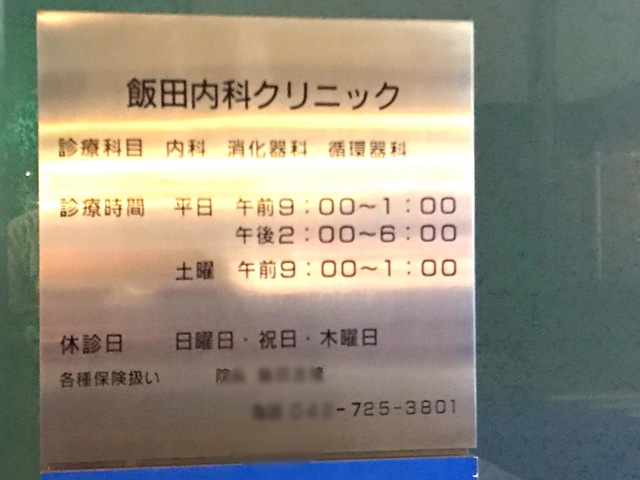 飯田内科クリニック
診療科目 内科 消化器科 循環器科
診療時間 平日 午前9:00~1:00
午後2:00~6:00
土曜 午前9:00~1:00
休診日 日曜日・祝日・木曜日
各種保険扱い 院
-725-3801